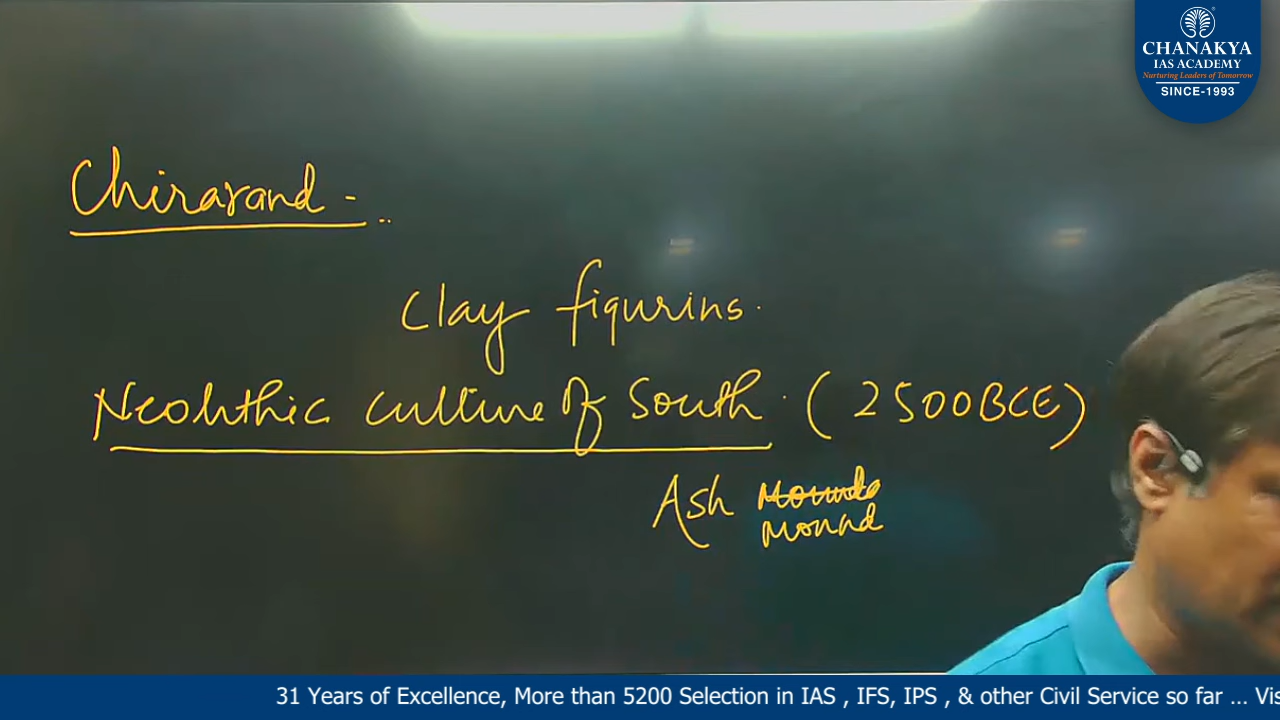 CHANAKYA
IAS ACADEMY
Nurturing Leaders of Tomorrow
SINCE-1993
Chirarand -
Clay figurins.
Neolithic culture of South. (2500BCE)
Ash Mounds
Mound
31 Years of Excellence, More than 5200 Selection in IAS , IFS, IPS , & other Civil Service so far ... Vis